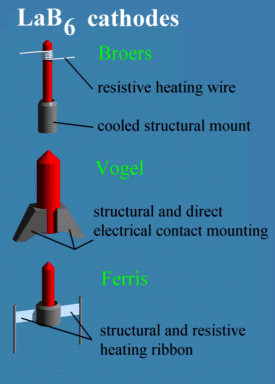 LaB6 cathodes
Broers
resistive heating wire
cooled structural mount
Vogel
structural and direct
electrical contact mounting
Ferris
structural and resistive
heating ribbon